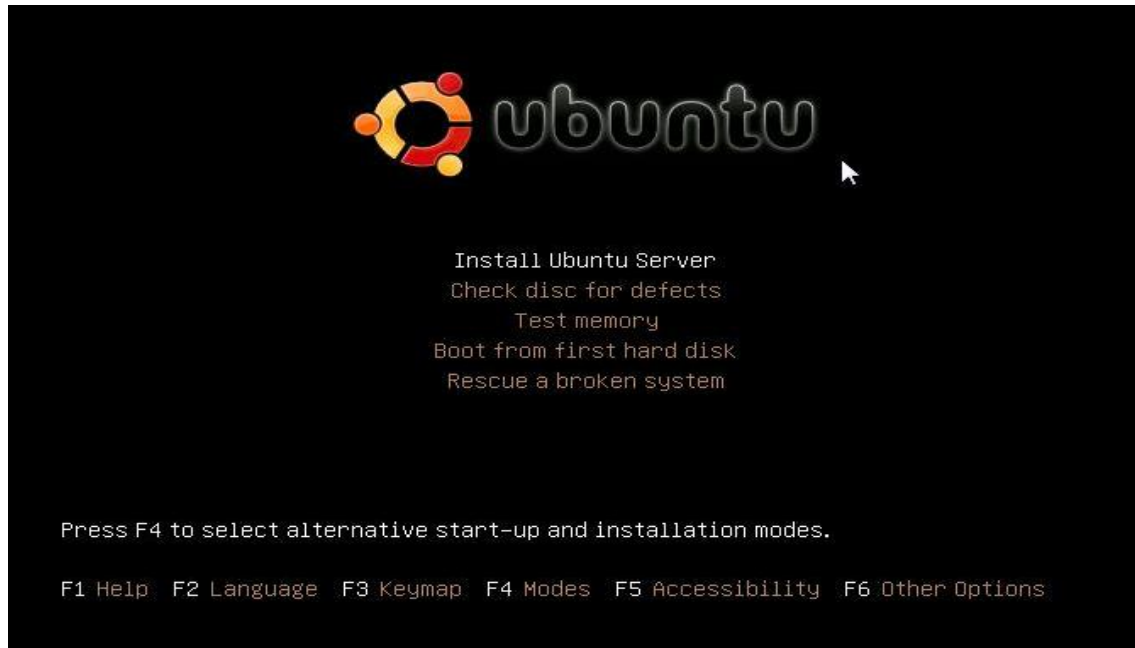 ubuntu
Install Ubuntu Server
Check disc for defects
Test memory
Boot from first hard disk
Rescue a broken system
Press F4 to select alternative start-up and installation modes.
F1 Help F2 Language F3 Keymap F4 Modes F5 Accessibility F6 Other Options